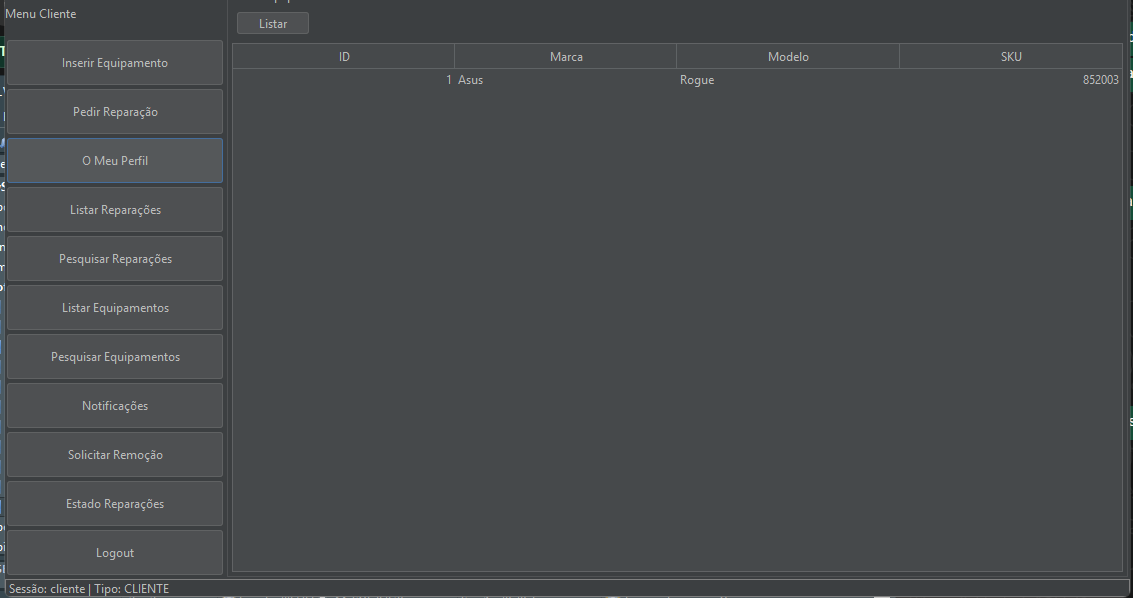 Menu Cliente
Inserir Equipamento
Pedir Reparação
O Meu Perfil
Listar Reparações
Pesquisar Reparações
Listar Equipamentos
Pesquisar Equipamentos
Notificações
Solicitar Remoção
Estado Reparações
Logout
Listar
ID Marca Modelo SKU
1 Asus Rogue 852003
Sessão: cliente | Tipo: CLIENTE